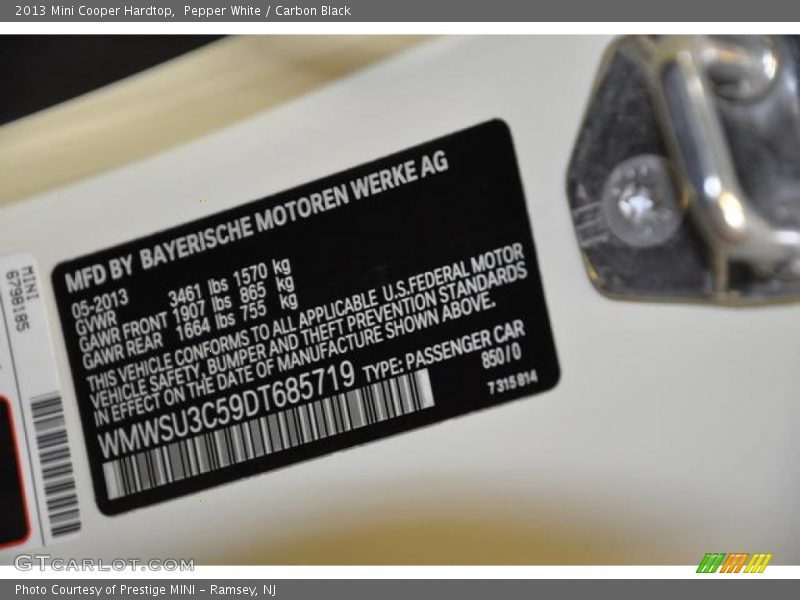 2013 Mini Cooper Hardtop,  Pepper White / Carbon Black
MFD BY BAYERISCHE MOTOREN WERKE AG
05-2013
GVWR 3461 lbs 1570 kg
GAWR FRONT 1907 lbs 865 kg
GAWR REAR 1664 lbs 755 kg
THIS VEHICLE CONFORMS TO ALL APPLICABLE U.S.FEDERAL MOTOR
VEHICLE SAFETY, BUMPER AND THEFT PREVENTION STANDARDS
IN EFFECT ON THE DATE OF MANUFACTURE SHOWN ABOVE.
WMWSU3C59DT685719 TYPE: PASSENGER CAR
850 | 0
7 315 814
MINI
6798185
GTCARLOT.COM
Photo Courtesy of Prestige MINI - Ramsey, NJ